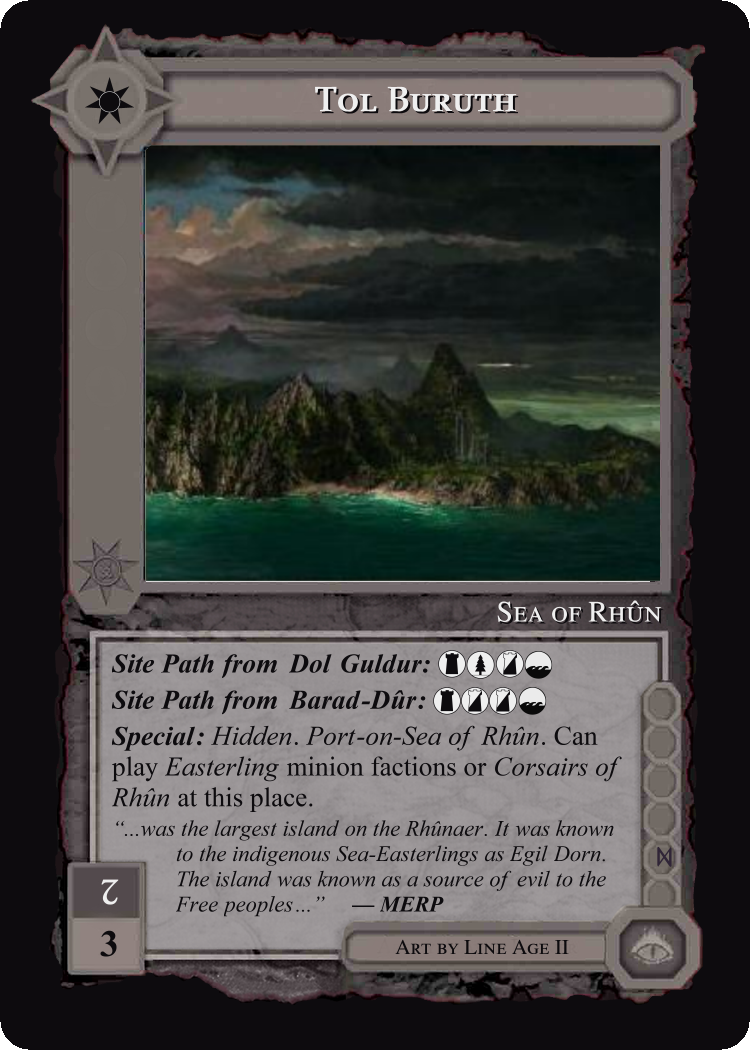 Tol Buruth
Sea of Rhûn
Site Path from Dol Guldur:
Site Path from Barad-Dûr:
Special: Hidden. Port-on-Sea of Rhûn. Can
play Easterling minion factions or Corsairs of
Rhûn at this place.
“...was the largest island on the Rhûnaer. It was known
to the indigenous Sea-Easterlings as Egil Dorn.
The island was known as a source of evil to the
Free peoples...” — MERP
2
3
Art by Line Age II